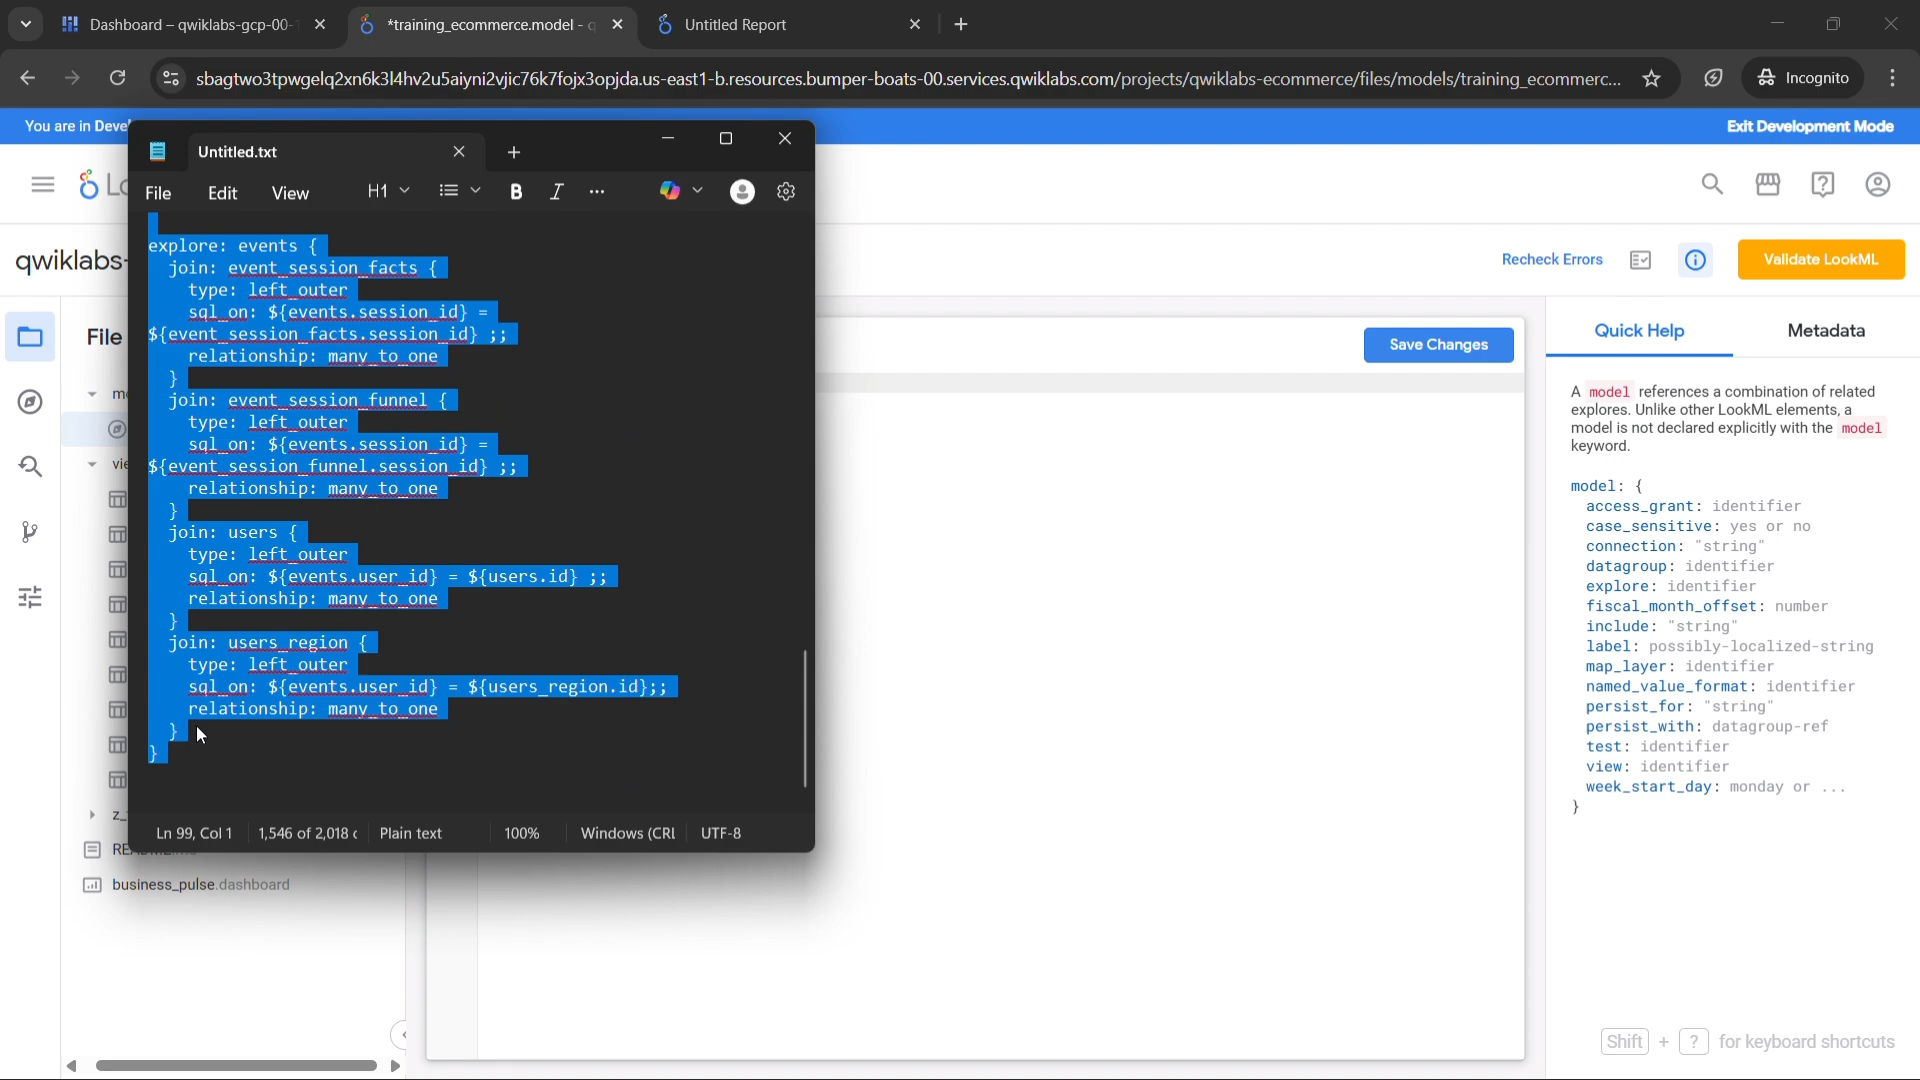 Dashboard – qwiklabs-gcp-00-
*training_ecommerce.model - q
Untitled Report
sbagtwo3tpwgelq2xn6k3l4hv2u5aiyni2vjic76k7fojx3opjda.us-east1-b.resources.bumper-boats-00.services.qwiklabs.com/projects/qwiklabs-ecommerce/files/models/training_ecommerc...
Incognito
You are in Devel
Exit Development Mode
Untitled.txt
File Edit View H1 B I
qwiklabs-
Recheck Errors
Validate LookML
File
Save Changes
Quick Help
Metadata
explore: events {
join: event_session_facts {
type: left_outer
sql_on: ${events.session_id} =
${event_session_facts.session_id} ;;
relationship: many_to_one
}
join: event_session_funnel {
type: left_outer
sql_on: ${events.session_id} =
${event_session_funnel.session_id} ;;
relationship: many_to_one
}
join: users {
type: left_outer
sql_on: ${events.user_id} = ${users.id} ;;
relationship: many_to_one
}
join: users_region {
type: left_outer
sql_on: ${events.user_id} = ${users_region.id};;
relationship: many_to_one
}
}
Ln 99, Col 1
1,546 of 2,018 c
Plain text
100%
Windows (CRL
UTF-8
business_pulse.dashboard
A model references a combination of related
explores. Unlike other LookML elements, a
model is not declared explicitly with the model
keyword.
model: {
access_grant: identifier
case_sensitive: yes or no
connection: "string"
datagroup: identifier
explore: identifier
fiscal_month_offset: number
include: "string"
label: possibly-localized-string
map_layer: identifier
named_value_format: identifier
persist_for: "string"
persist_with: datagroup-ref
test: identifier
view: identifier
week_start_day: monday or ...
}
Shift + ? for keyboard shortcuts